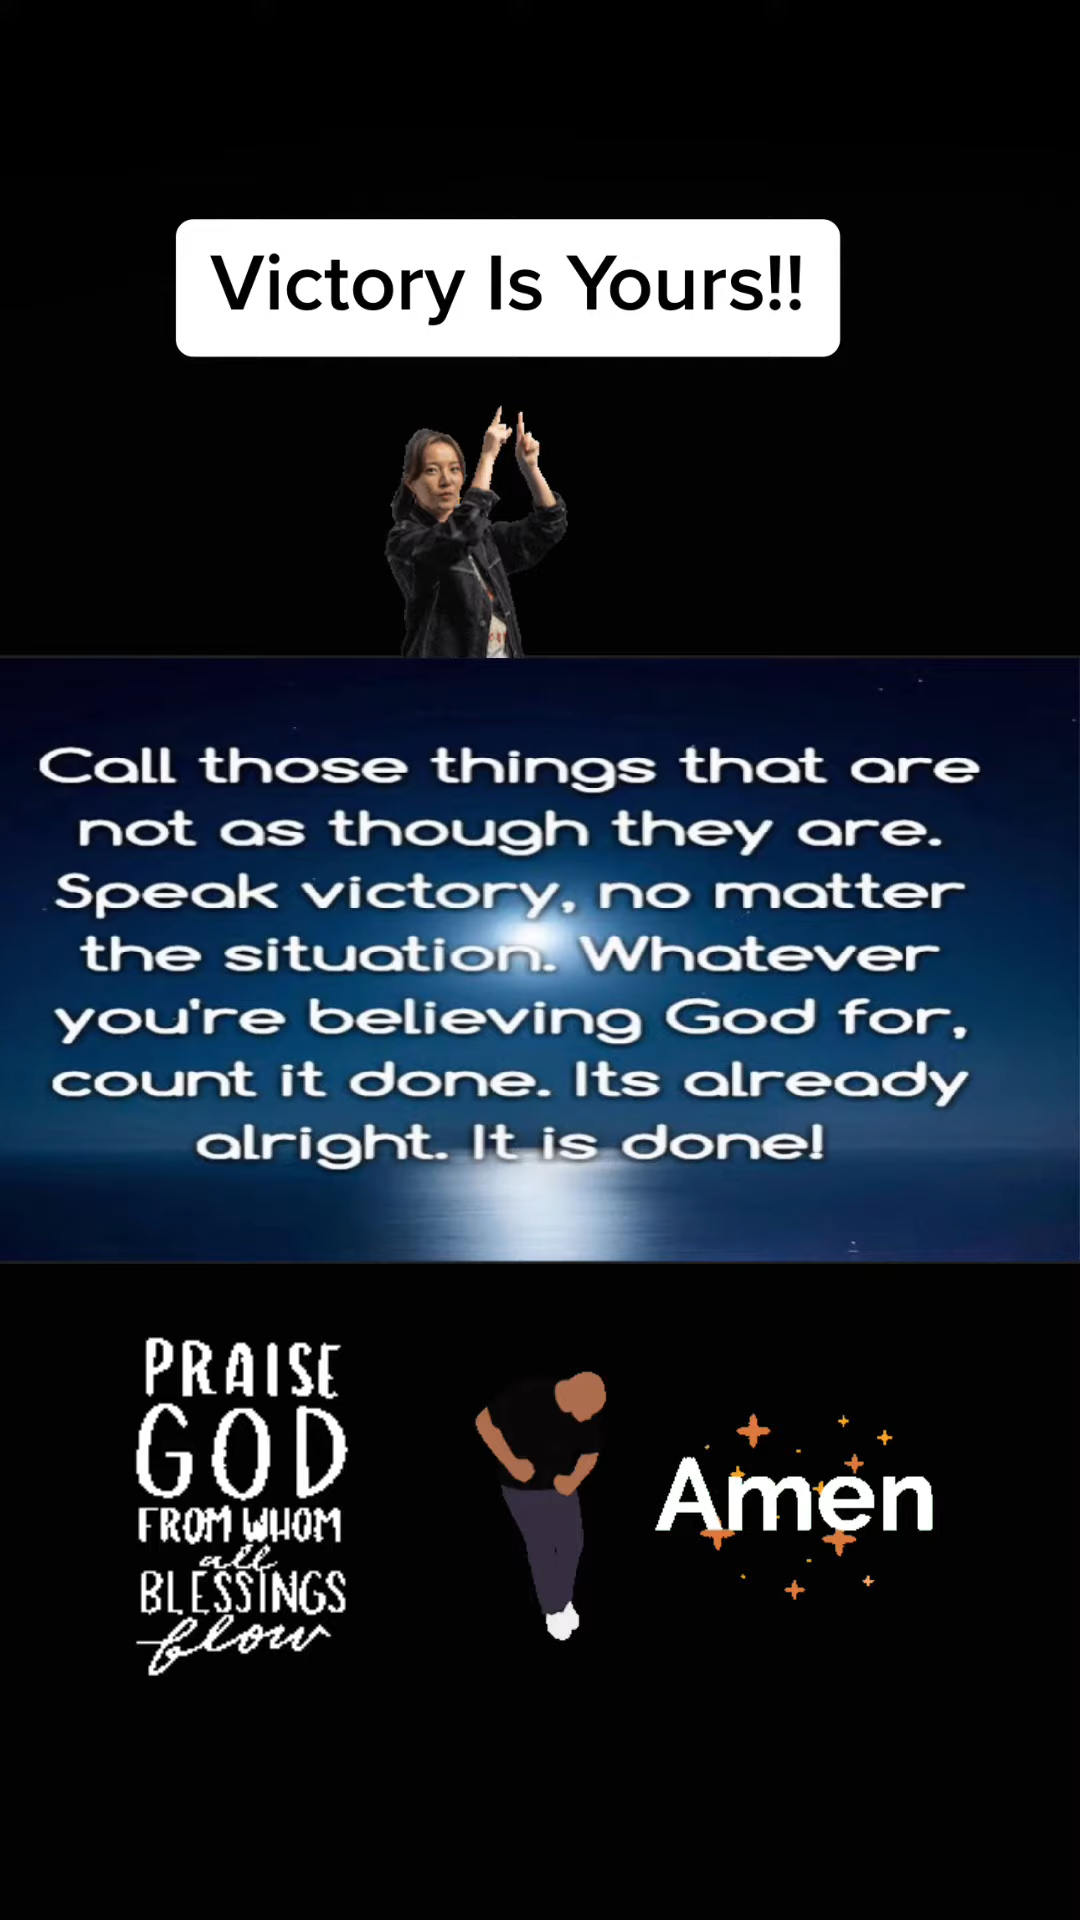 Victory Is Yours!!
Call those things that are
not as though they are.
Speak victory, no matter
the situation. Whatever
you're believing God for,
count it done. Its already
alright. It is done!
PRAISE
GOD
FROM WHOM
all
BLESSINGS
flow
Amen